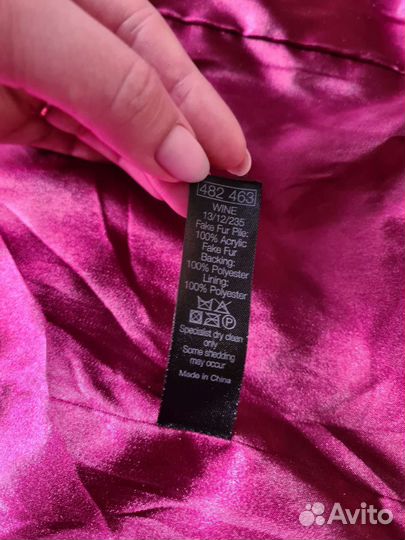 482 463
WINE
13/12/235
Fake Fur Pile:
100% Acrylic
Fake Fur
Backing:
100% Polyester
Lining:
100% Polyester
P
Specialist dry clean
only
Some shedding
may occur
Made in China
Avito